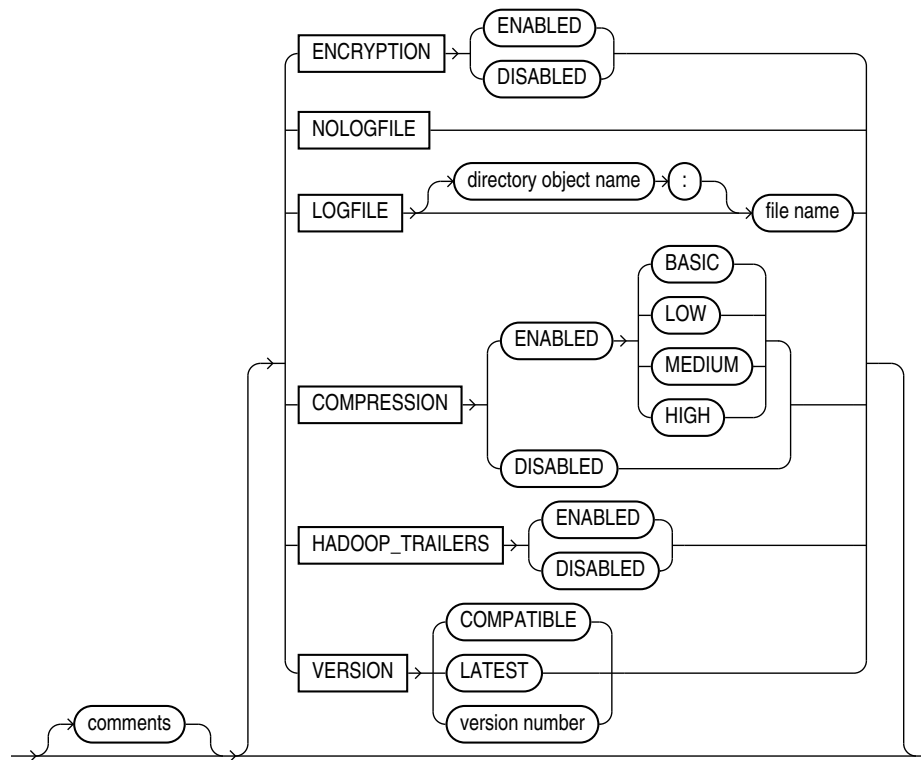 ENABLED
ENCRYPTION
DISABLED
NOLOGFILE
directory object name :
LOGFILE file name
BASIC
LOW
ENABLED
MEDIUM
COMPRESSION
HIGH
DISABLED
ENABLED
HADOOP_TRAILERS
DISABLED
COMPATIBLE
VERSION LATEST
comments version number